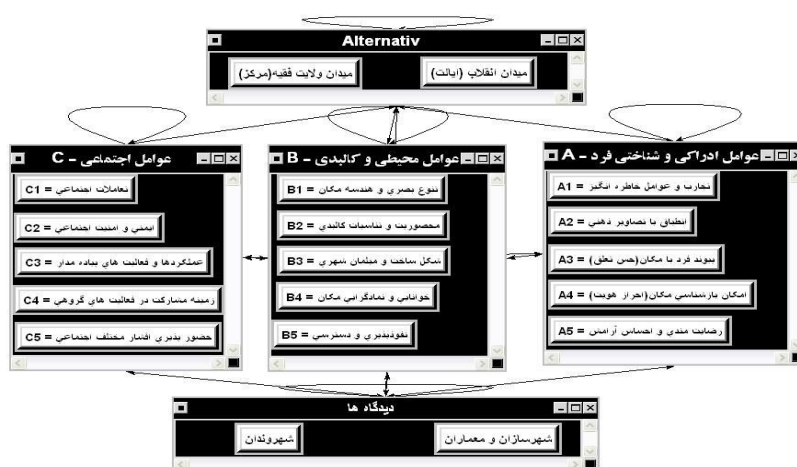 Alternativ
میدان انقلاب (ایالت)
میدان ولایت فقیه(مرکز)
A - عوامل ادراکی و شناختی فرد
A1 = تجارب و عوامل خاطره انگیز
A2 = انطباق با تصاویر ذهنی
A3 = پیوند فرد با مکان(حس تعلق)
A4 = امکان بازشناسی مکان(احراز هویت)
A5 = رضایت مندی و احساس آرامش
B - عوامل محیطی و کالبدی
B1 = تنوع بصری و هندسه مکان
B2 = محصوریت و تناسبات کالبدی
B3 = شکل ساخت و مبلمان شهری
B4 = خوانایی و نمادگرایی مکان
B5 = نفوذپذیری و دسترسی
C - عوامل اجتماعی
C1 = تعاملات اجتماعی
C2 = ایمنی و امنیت اجتماعی
C3 = عملکردها و فعالیت های پیاده مدار
C4 = زمینه مشارکت در فعالیت های گروهی
C5 = حضور پذیری اقشار مختلف اجتماعی
دیدگاه ها
شهرسازان و معماران
شهروندان